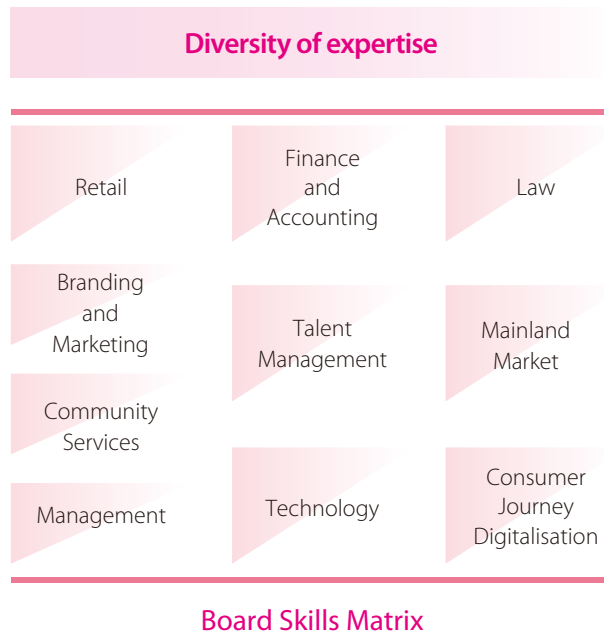 Diversity of expertise
Retail
Finance
and
Accounting
Law
Branding
and
Marketing
Talent
Management
Mainland
Market
Community
Services
Management
Technology
Consumer
Journey
Digitalisation
Board Skills Matrix